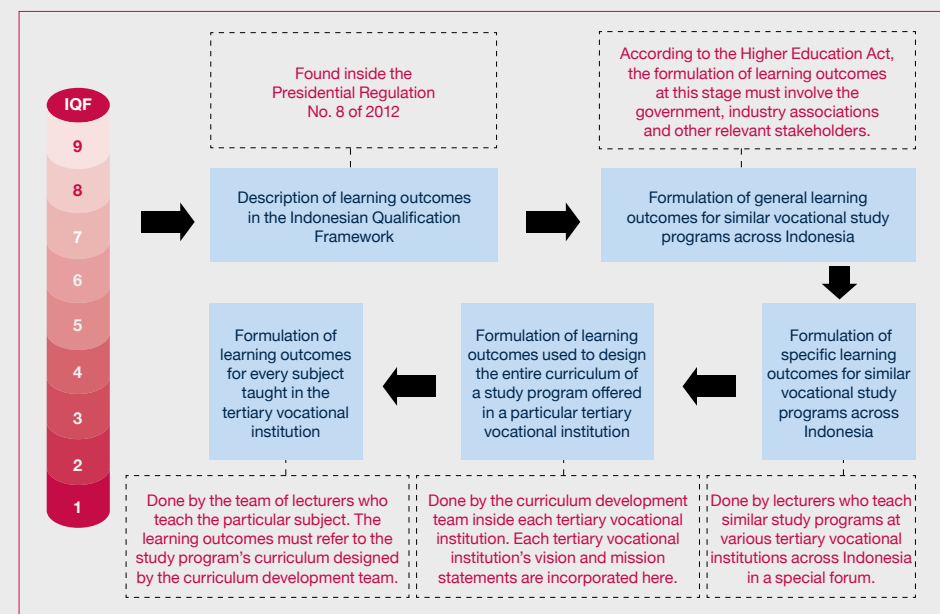 IQF
9
8
7
6
5
4
3
2
1
Found inside the
Presidential Regulation
No. 8 of 2012
According to the Higher Education Act,
the formulation of learning outcomes
at this stage must involve the
government, industry associations
and other relevant stakeholders.
Description of learning outcomes
in the Indonesian Qualification
Framework
Formulation of general learning
outcomes for similar vocational study
programs across Indonesia
Formulation of
specific learning
outcomes for similar
vocational study
programs across
Indonesia
Formulation of learning
outcomes used to design
the entire curriculum of
a study program offered
in a particular tertiary
vocational institution
Formulation of
learning outcomes
for every subject
taught in the
tertiary vocational
institution
Done by the team of lecturers who
teach the particular subject. The
learning outcomes must refer to the
study program’s curriculum designed
by the curriculum development team.
Done by the curriculum development
team inside each tertiary vocational
institution. Each tertiary vocational
institution’s vision and mission
statements are incorporated here.
Done by lecturers who teach
similar study programs at
various tertiary vocational
institutions across Indonesia
in a special forum.